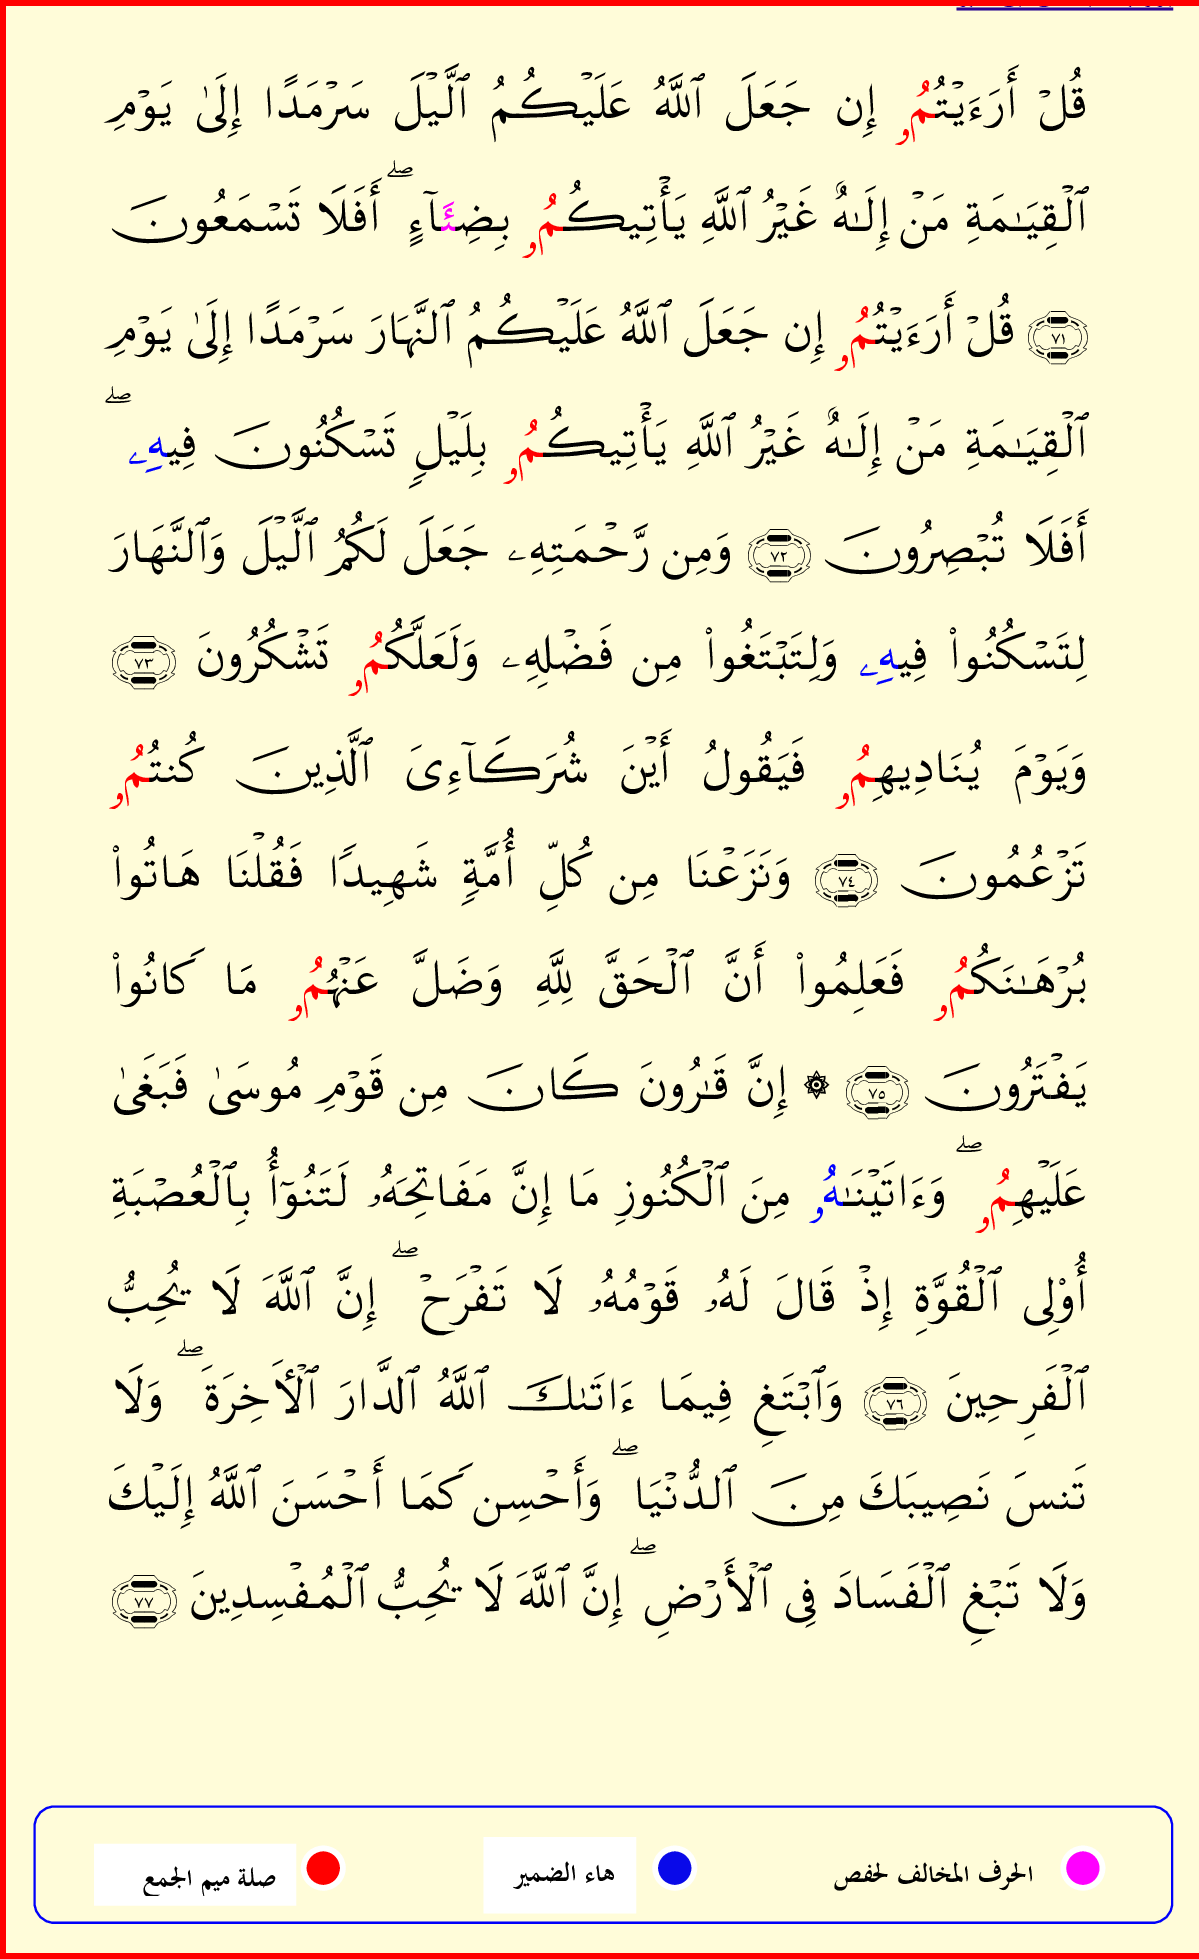 قُلْ أَرَءَيْتُمُۥ إِن جَعَلَ ٱللَّهُ عَلَيْكُمُ ٱلَّيْلَ سَرْمَدًا إِلَىٰ يَوْمِ
ٱلْقِيَـٰمَةِ مَنْ إِلَـٰهٌ غَيْرُ ٱللَّهِ يَأْتِيكُمُۥ بِضِئَآءٍ ۖ أَفَلَا تَسْمَعُونَ
٧١ قُلْ أَرَءَيْتُمُۥ إِن جَعَلَ ٱللَّهُ عَلَيْكُمُ ٱلنَّهَارَ سَرْمَدًا إِلَىٰ يَوْمِ
ٱلْقِيَـٰمَةِ مَنْ إِلَـٰهٌ غَيْرُ ٱللَّهِ يَأْتِيكُمُۥ بِلَيْلٍ تَسْكُنُونَ فِيهِۦ ۖ
أَفَلَا تُبْصِرُونَ ٧٢ وَمِن رَّحْمَتِهِۦ جَعَلَ لَكُمُ ٱلَّيْلَ وَٱلنَّهَارَ
لِتَسْكُنُوا۟ فِيهِۦ وَلِتَبْتَغُوا۟ مِن فَضْلِهِۦ وَلَعَلَّكُمُۥ تَشْكُرُونَ ٧٣
وَيَوْمَ يُنَادِيهِمُۥ فَيَقُولُ أَيْنَ شُرَكَآءِىَ ٱلَّذِينَ كُنتُمُۥ
تَزْعُمُونَ ٧٤ وَنَزَعْنَا مِن كُلِّ أُمَّةٍ شَهِيدًا فَقُلْنَا هَاتُوا۟
بُرْهَـٰنَكُمُۥ فَعَلِمُوا۟ أَنَّ ٱلْحَقَّ لِلَّهِ وَضَلَّ عَنْهُمُۥ مَا كَانُوا۟
يَفْتَرُونَ ٧٥ ۞ إِنَّ قَـٰرُونَ كَانَ مِن قَوْمِ مُوسَىٰ فَبَغَىٰ
عَلَيْهِمُۥ ۖ وَءَاتَيْنَـٰهُۥ مِنَ ٱلْكُنُوزِ مَا إِنَّ مَفَاتِحَهُۥ لَتَنُوٓأُ بِٱلْعُصْبَةِ
أُو۟لِى ٱلْقُوَّةِ إِذْ قَالَ لَهُۥ قَوْمُهُۥ لَا تَفْرَحْ ۖ إِنَّ ٱللَّهَ لَا يُحِبُّ
ٱلْفَرِحِينَ ٧٦ وَٱبْتَغِ فِيمَا ءَاتَىٰكَ ٱللَّهُ ٱلدَّارَ ٱلْأَخِرَةَ ۖ وَلَا
تَنسَ نَصِيبَكَ مِنَ ٱلدُّنْيَا ۖ وَأَحْسِن كَمَا أَحْسَنَ ٱللَّهُ إِلَيْكَ
وَلَا تَبْغِ ٱلْفَسَادَ فِى ٱلْأَرْضِ ۖ إِنَّ ٱللَّهَ لَا يُحِبُّ ٱلْمُفْسِدِينَ ٧٧
الحرف المخالف لحفص هاء الضمير صلة ميم الجمع